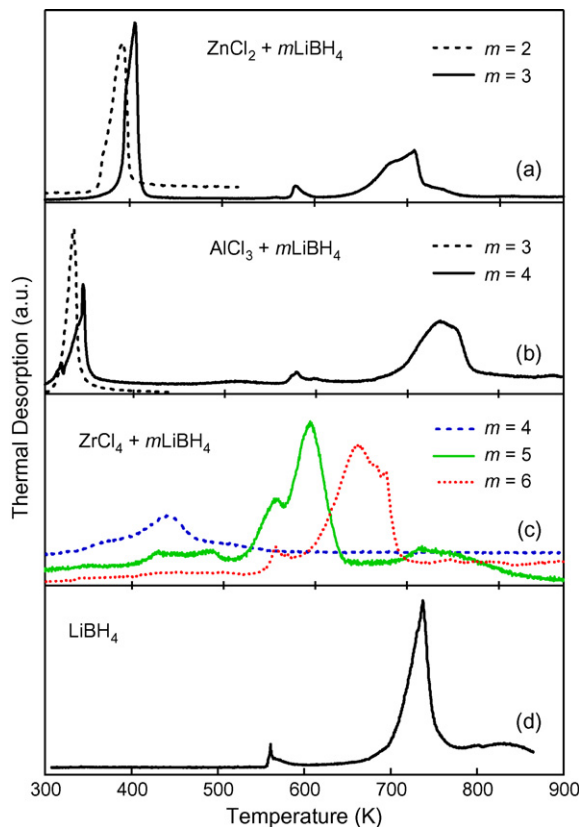 ZnCl₂ + mLiBH₄
m = 2
m = 3
(a)
AlCl₃ + mLiBH₄
m = 3
m = 4
(b)
Thermal Desorption (a.u.)
ZrCl₄ + mLiBH₄
m = 4
m = 5
m = 6
(c)
LiBH₄
(d)
300 400 500 600 700 800 900
Temperature (K)